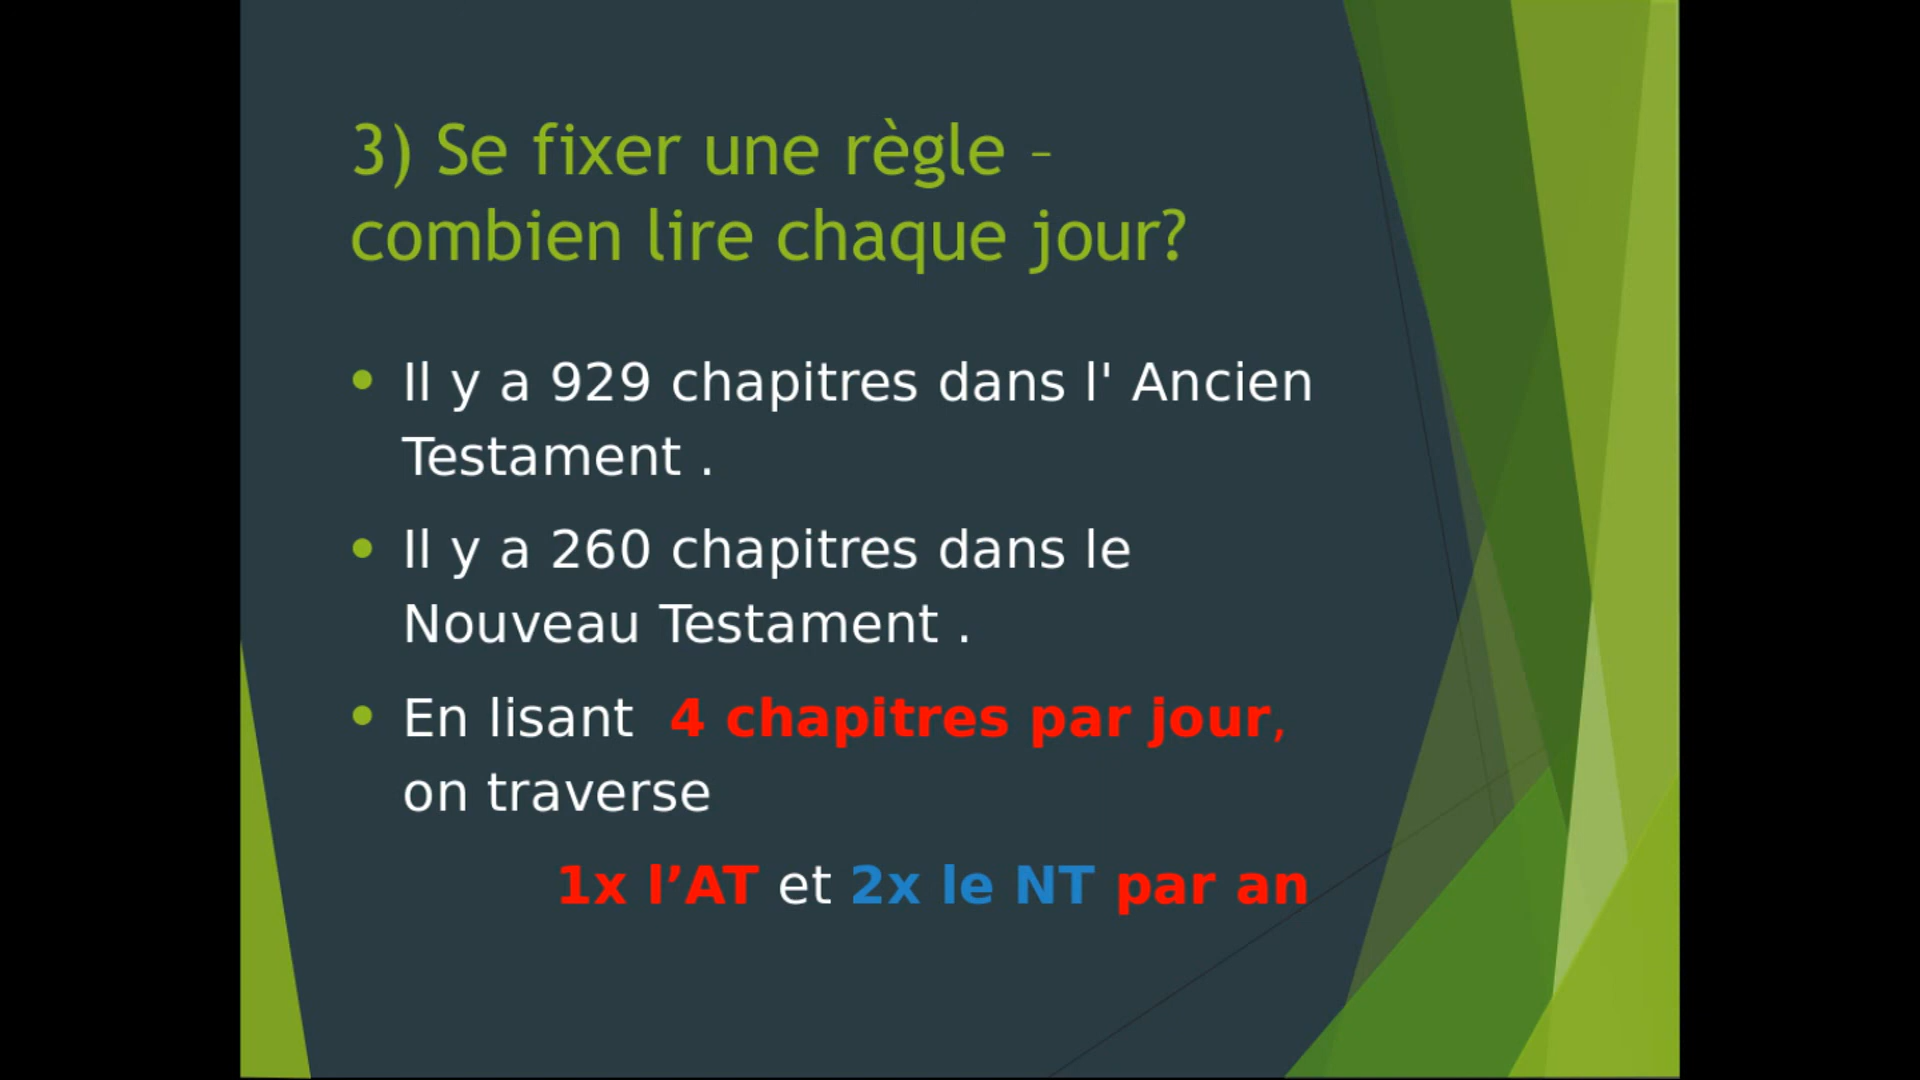 3) Se fixer une règle –
combien lire chaque jour?
• Il y a 929 chapitres dans l' Ancien
Testament .
• Il y a 260 chapitres dans le
Nouveau Testament .
• En lisant  4 chapitres par jour,
on traverse
1x l’AT et 2x le NT par an